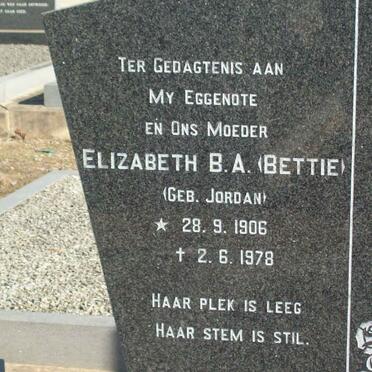 TER GEDAGTENIS AAN
MY EGGENOTE
EN ONS MOEDER
ELIZABETH B.A. (BETTIE)
(GEB. JORDAN)
★ 28. 9. 1906
✝ 2. 6. 1978
HAAR PLEK IS LEEG
HAAR STEM IS STIL.